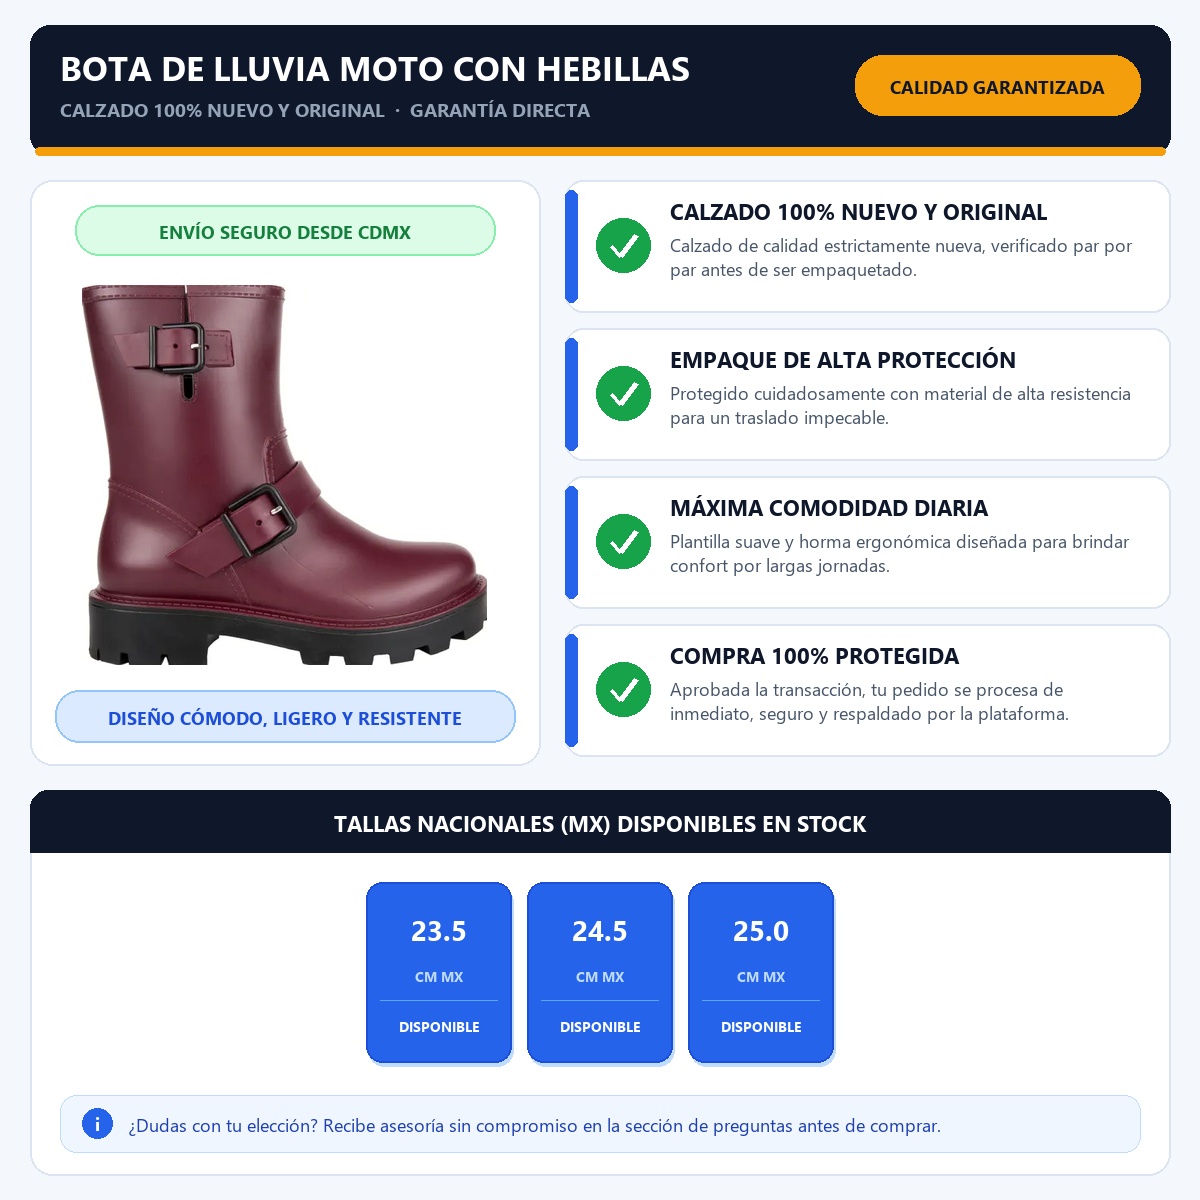 BOTA DE LLUVIA MOTO CON HEBILLAS
CALZADO 100% NUEVO Y ORIGINAL · GARANTÍA DIRECTA
CALIDAD GARANTIZADA
ENVÍO SEGURO DESDE CDMX
DISEÑO CÓMODO, LIGERO Y RESISTENTE
CALZADO 100% NUEVO Y ORIGINAL
Calzado de calidad estrictamente nueva, verificado par por
par antes de ser empaquetado.
EMPAQUE DE ALTA PROTECCIÓN
Protegido cuidadosamente con material de alta resistencia
para un traslado impecable.
MÁXIMA COMODIDAD DIARIA
Plantilla suave y horma ergonómica diseñada para brindar
confort por largas jornadas.
COMPRA 100% PROTEGIDA
Aprobada la transacción, tu pedido se procesa de
inmediato, seguro y respaldado por la plataforma.
TALLAS NACIONALES (MX) DISPONIBLES EN STOCK
23.5
CM MX
DISPONIBLE
24.5
CM MX
DISPONIBLE
25.0
CM MX
DISPONIBLE
¿Dudas con tu elección? Recibe asesoría sin compromiso en la sección de preguntas antes de comprar.